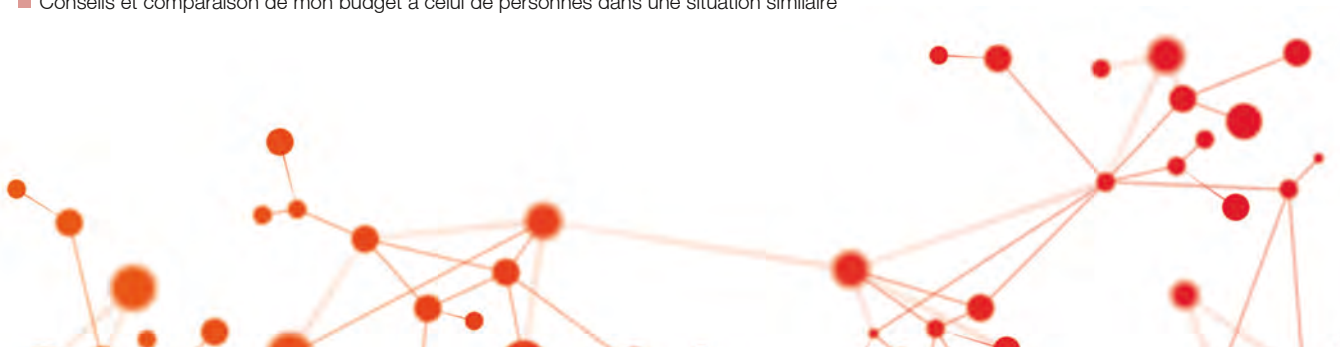 Conseils et comparaison de mon budget à celui de personnes dans une situation similaire